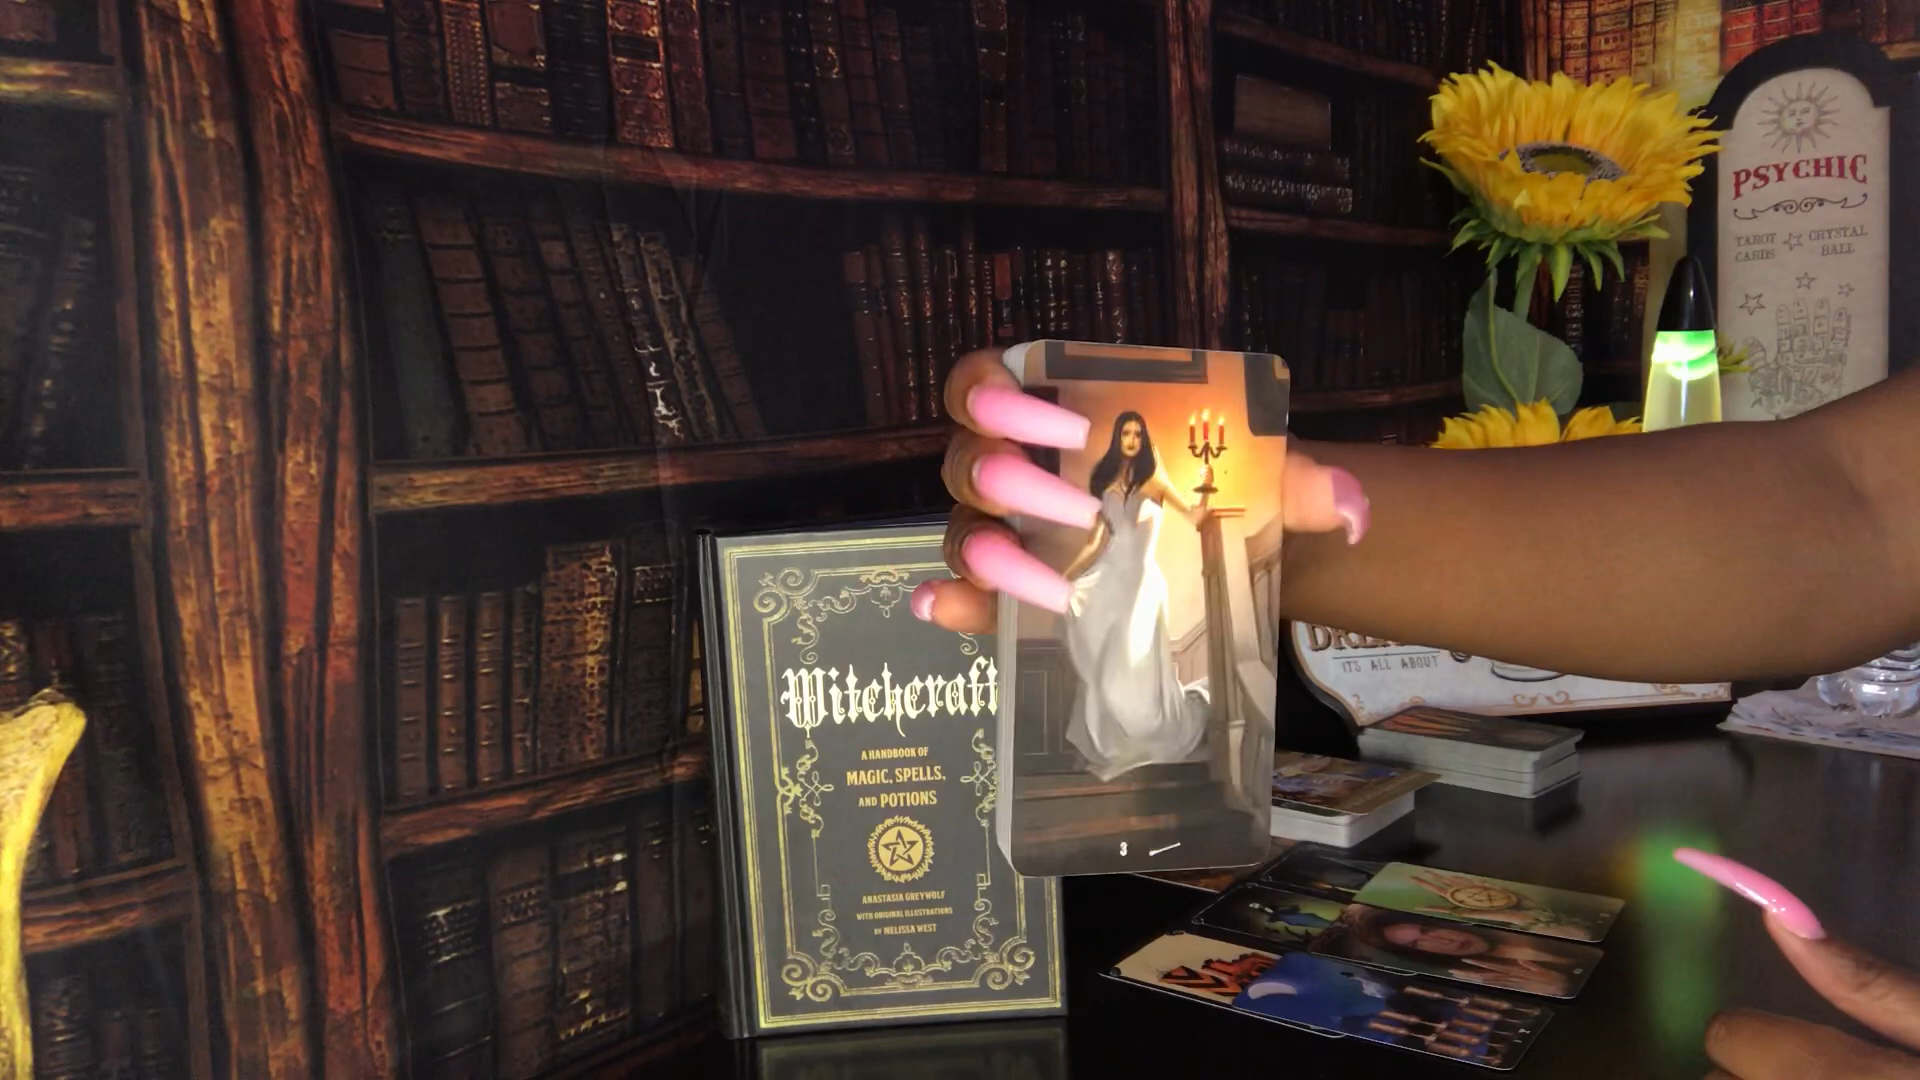 PSYCHIC
TAROT CRYSTAL
CARDS BALL
Witchcraft
A HANDBOOK OF
MAGIC, SPELLS,
AND POTIONS
ANASTASIA GREYWOLF
WITH ORIGINAL ILLUSTRATIONS
BY MELISSA WEST
IT'S ALL ABOUT
3